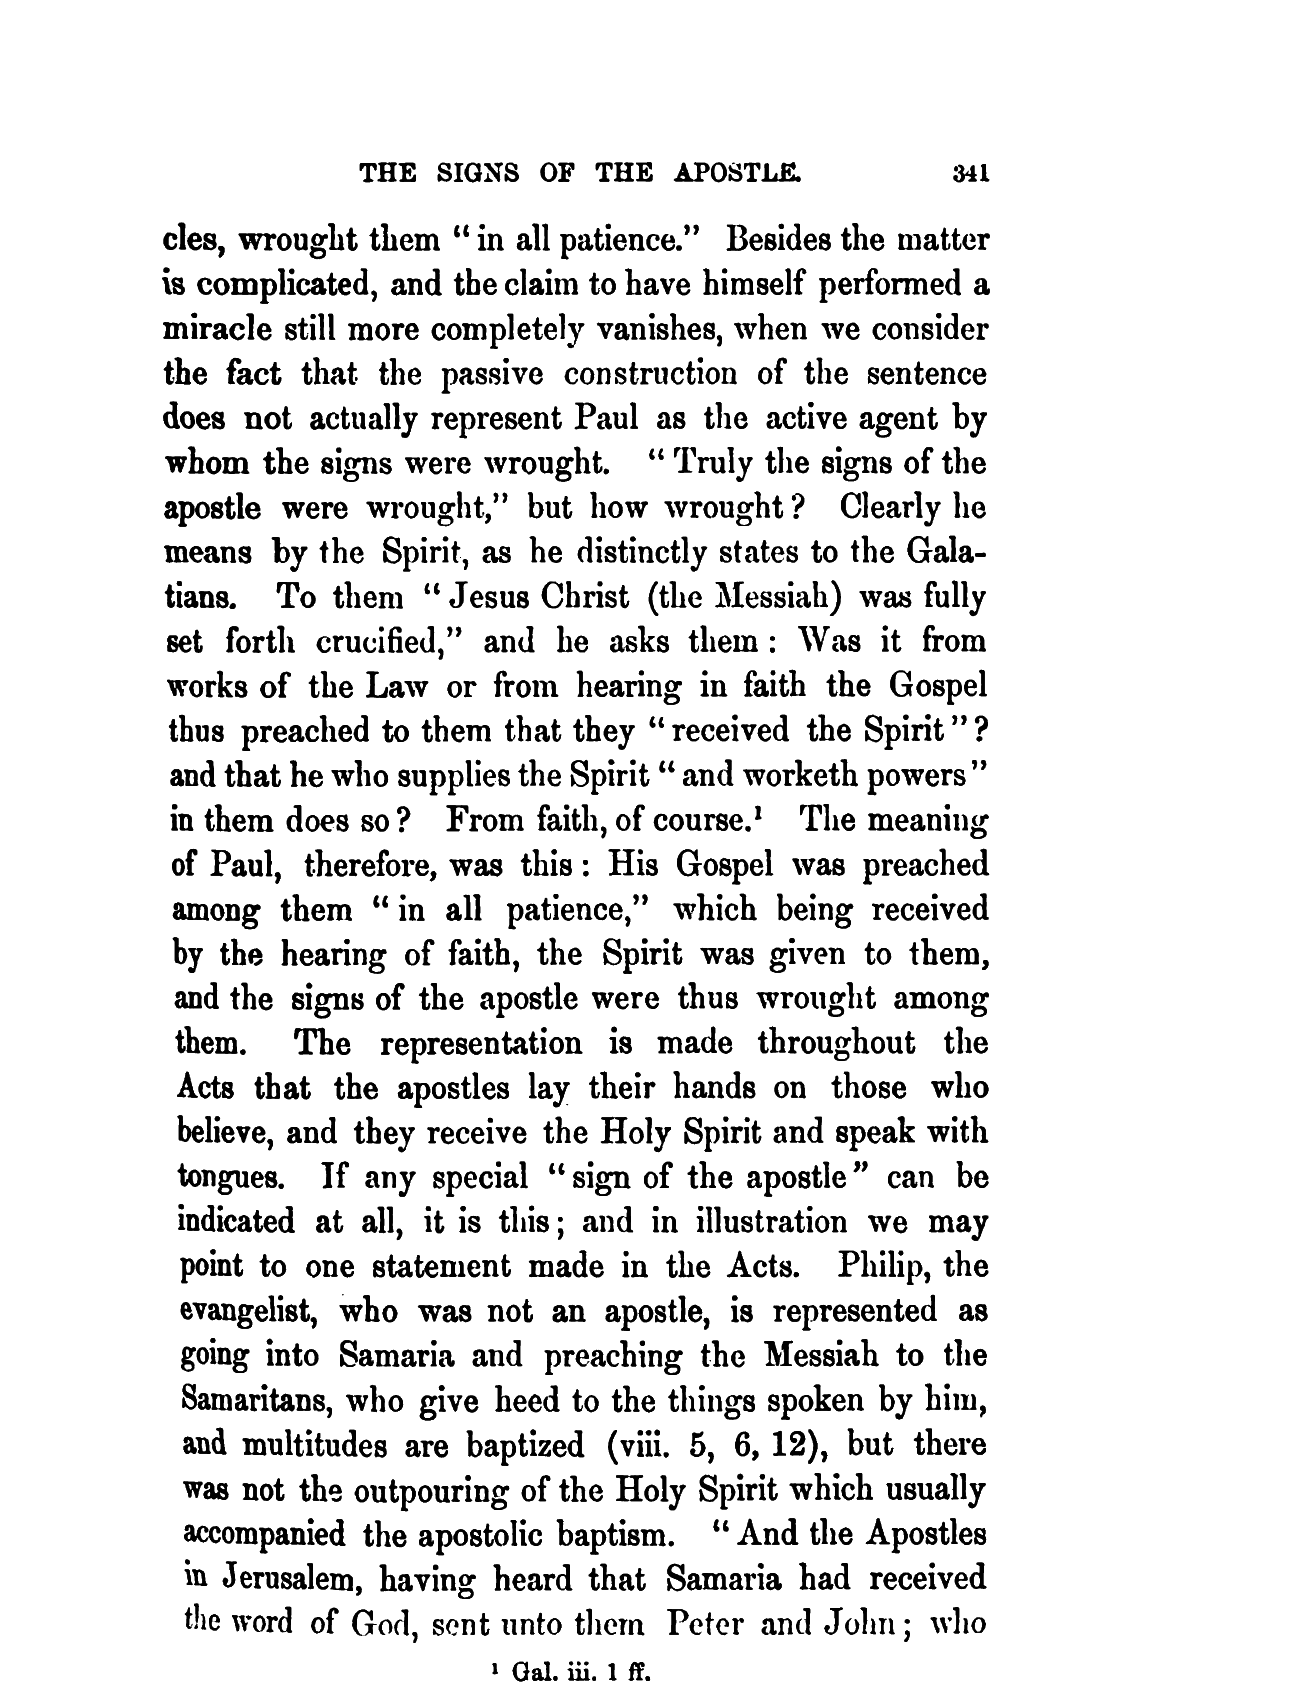 THE SIGNS OF THE APOSTLE. 341
cles, wrought them "in all patience." Besides the matter
is complicated, and the claim to have himself performed a
miracle still more completely vanishes, when we consider
the fact that the passive construction of the sentence
does not actually represent Paul as the active agent by
whom the signs were wrought. "Truly the signs of the
apostle were wrought," but how wrought? Clearly he
means by the Spirit, as he distinctly states to the Gala-
tians. To them "Jesus Christ (the Messiah) was fully
set forth crucified," and he asks them: Was it from
works of the Law or from hearing in faith the Gospel
thus preached to them that they "received the Spirit"?
and that he who supplies the Spirit "and worketh powers"
in them does so? From faith, of course.¹ The meaning
of Paul, therefore, was this: His Gospel was preached
among them "in all patience," which being received
by the hearing of faith, the Spirit was given to them,
and the signs of the apostle were thus wrought among
them. The representation is made throughout the
Acts that the apostles lay their hands on those who
believe, and they receive the Holy Spirit and speak with
tongues. If any special "sign of the apostle" can be
indicated at all, it is this; and in illustration we may
point to one statement made in the Acts. Philip, the
evangelist, who was not an apostle, is represented as
going into Samaria and preaching the Messiah to the
Samaritans, who give heed to the things spoken by him,
and multitudes are baptized (viii. 5, 6, 12), but there
was not the outpouring of the Holy Spirit which usually
accompanied the apostolic baptism. "And the Apostles
in Jerusalem, having heard that Samaria had received
the word of God, sent unto them Peter and John; who
¹ Gal. iii. 1 ff.